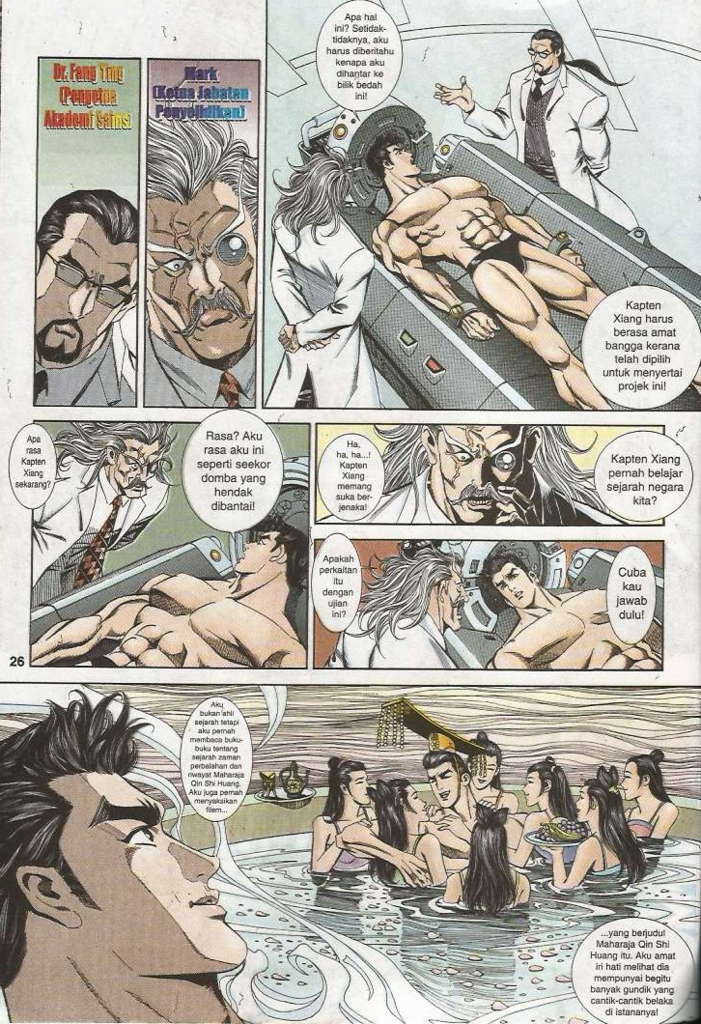 Dr. Fang Ting
(Pengetua
Akademi Sains)
Mark
(Ketua Jabatan
Penyelidikan)
Apa hal
ini? Setidak-
tidaknya, aku
harus diberitahu
kenapa aku
dihantar ke
bilik bedah
ini!
Kapten
Xiang harus
berasa amat
bangga kerana
telah dipilih
untuk menyertai
projek ini!
Apa
rasa
Kapten
Xiang
sekarang?
Rasa? Aku
rasa aku ini
seperti seekor
domba yang
hendak
dibantai!
Ha,
ha, ha...!
Kapten
Xiang
memang
suka ber-
jenaka!
Kapten Xiang
pernah belajar
sejarah negara
kita?
Apakah
perkaitan
itu
dengan
ujian
ini?
Cuba
kau
jawab
dulu!
26
Aku
bukan ahli
sejarah tetapi
aku pernah
membaca buku-
buku tentang
sejarah zaman
perbalahan dan
riwayat Maharaja
Qin Shi Huang.
Aku juga pernah
menyaksikan
filem...
...yang berjudul
Maharaja Qin Shi
Huang itu. Aku amat
iri hati melihat dia
mempunyai begitu
banyak gundik yang
cantik-cantik belaka
di istananya!